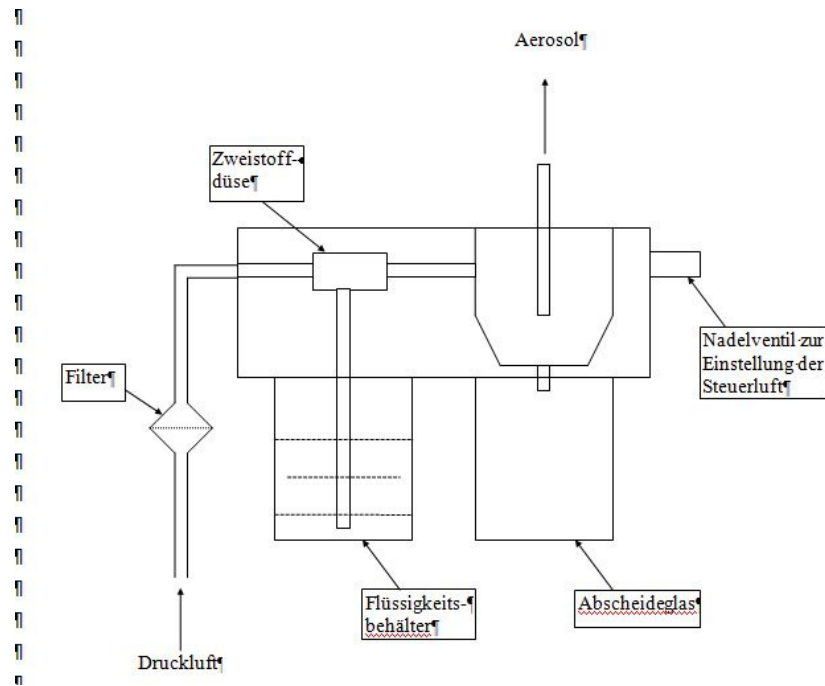 Aerosol¶
Zweistoff-
düse¶
Nadelventil·zur
Einstellung·der
Steuerluft¶
Filter¶
Flüssigkeits-¶
behälter¶
Abscheideglas¶
Druckluft¶